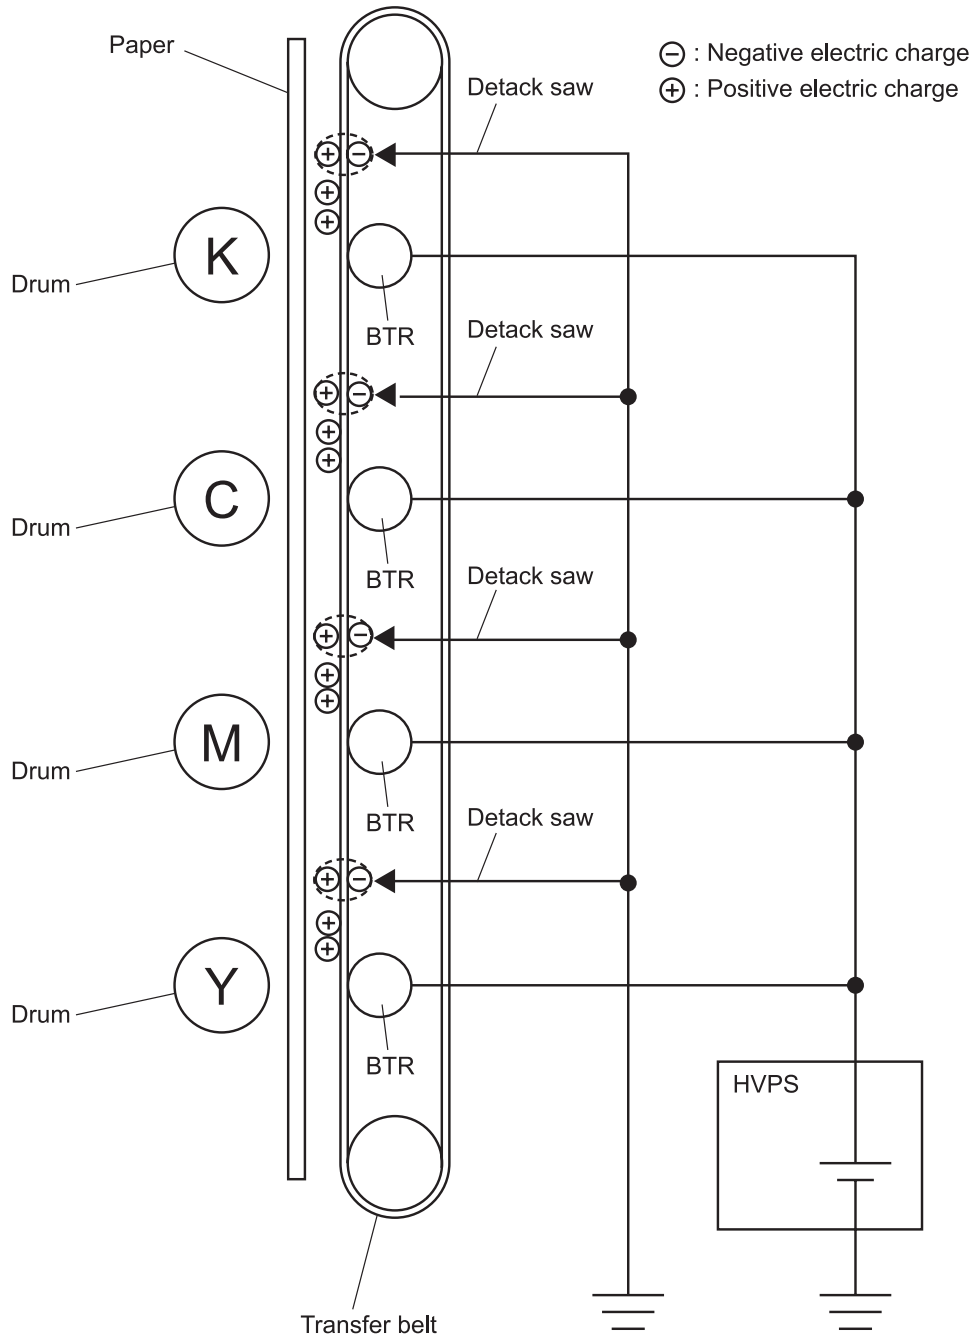 Paper
Detack saw
⊖ : Negative electric charge
⊕ : Positive electric charge
K
Drum
BTR
Detack saw
C
Drum
BTR
Detack saw
M
Drum
BTR
Detack saw
Y
Drum
BTR
HVPS
Transfer belt